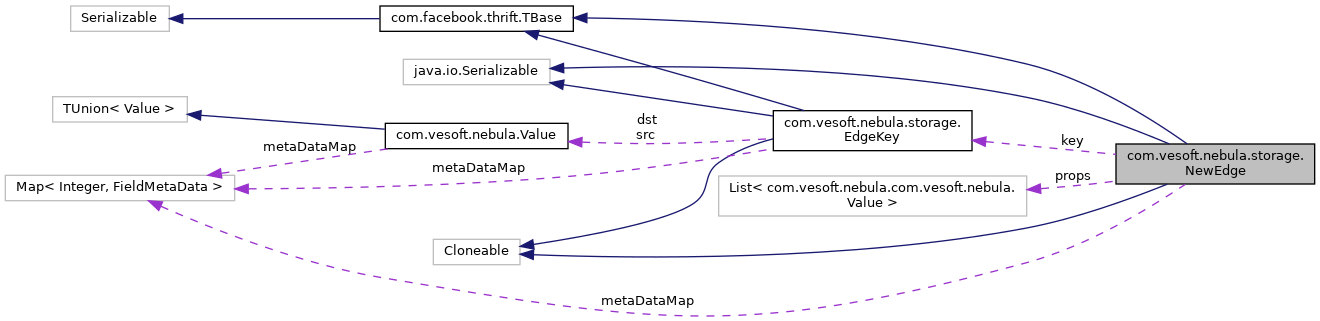 Serializable
com.facebook.thrift.TBase
java.io.Serializable
TUnion< Value >
com.vesoft.nebula.Value
dst
src
com.vesoft.nebula.storage.
EdgeKey
key
com.vesoft.nebula.storage.
NewEdge
metaDataMap
metaDataMap
props
Map< Integer, FieldMetaData >
List< com.vesoft.nebula.com.vesoft.nebula.
Value >
Cloneable
metaDataMap